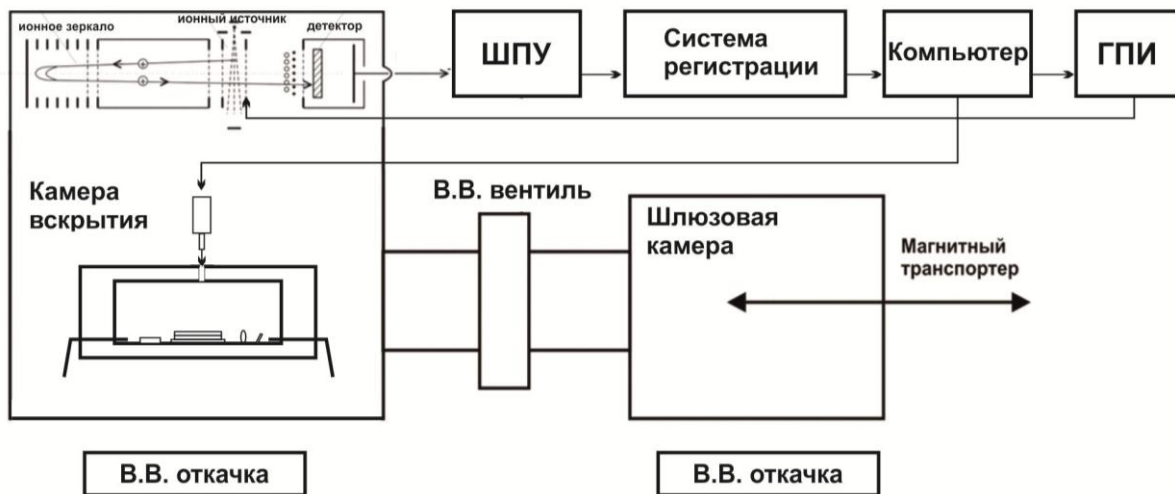 ионное зеркало
ионный источник
детектор
ШПУ
Система
регистрации
Компьютер
ГПИ
Камера
вскрытия
В.В. вентиль
Шлюзовая
камера
Магнитный
транспортер
В.В. откачка
В.В. откачка